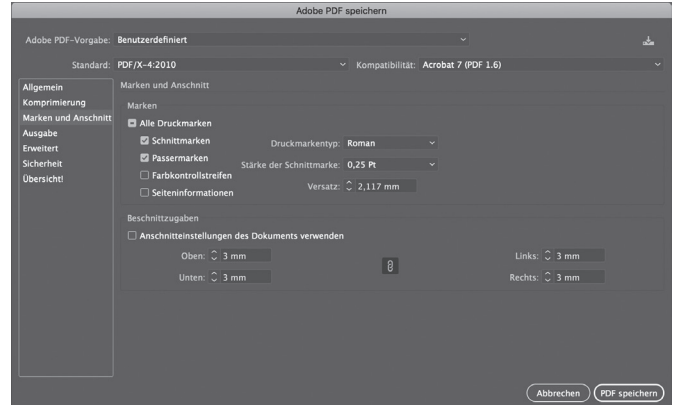 Adobe PDF speichern
Adobe PDF-Vorgabe: Benutzerdefiniert
Standard: PDF/X-4:2010 Kompatibilität: Acrobat 7 (PDF 1.6)
Allgemein
Komprimierung
Marken und Anschnitt
Ausgabe
Erweitert
Sicherheit
Übersicht!
Marken und Anschnitt
Marken
Alle Druckmarken
Schnittmarken
Passermarken
Farbkontrollstreifen
Seiteninformationen
Druckmarkentyp: Roman
Stärke der Schnittmarke: 0,25 Pt
Versatz: 2,117 mm
Beschnittzugaben
Anschnitteinstellungen des Dokuments verwenden
Oben: 3 mm
Unten: 3 mm
Links: 3 mm
Rechts: 3 mm
Abbrechen PDF speichern